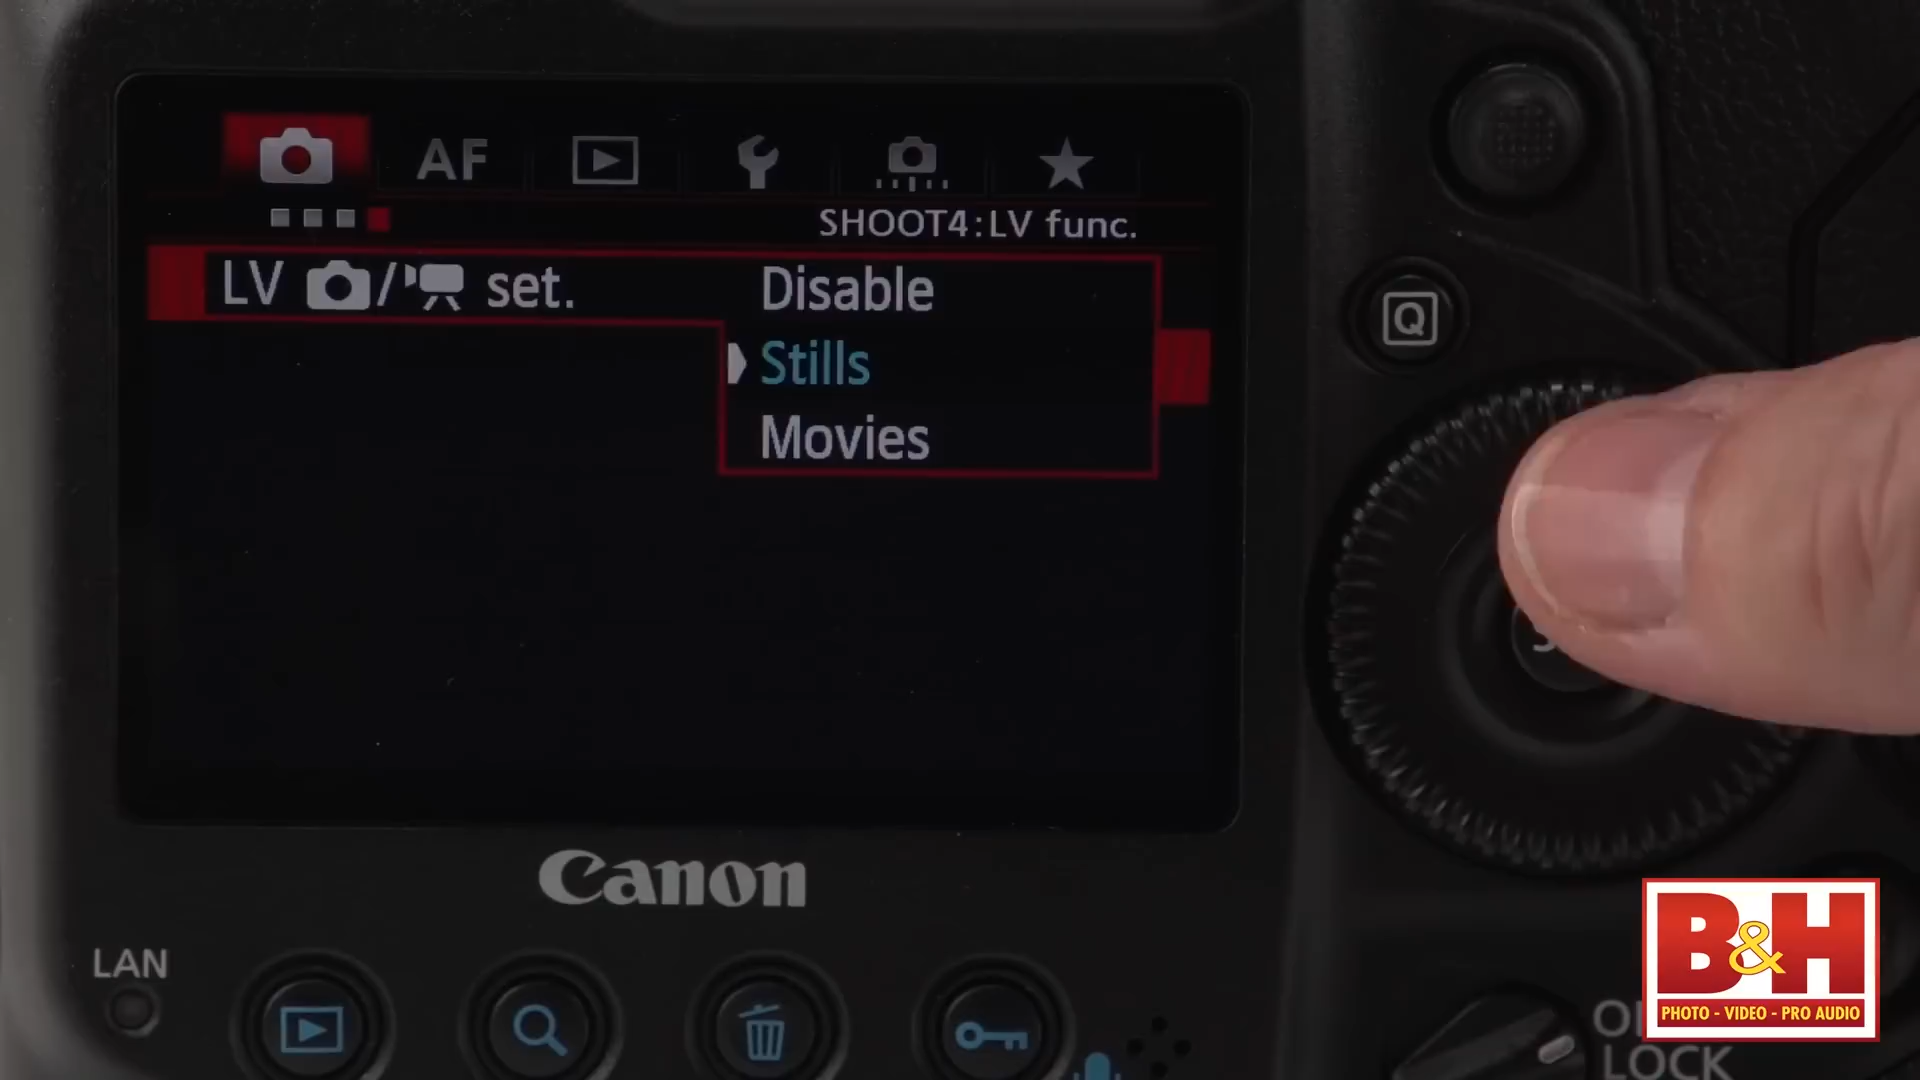 AF
SHOOT4:LV func.
LV / set.
Disable
Stills
Movies
Q
Canon
LAN
LOCK
B&H
PHOTO - VIDEO - PRO AUDIO